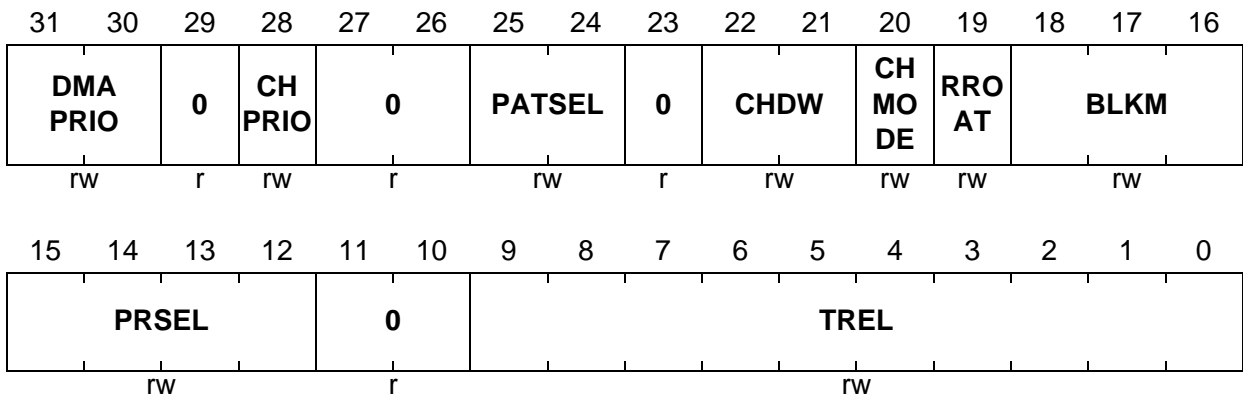 31 30 29 28 27 26 25 24 23 22 21 20 19 18 17 16
DMA PRIO 0 CH PRIO 0 PATSEL 0 CHDW CH MO DE RRO AT BLKM
rw r rw r rw r rw rw rw rw
15 14 13 12 11 10 9 8 7 6 5 4 3 2 1 0
PRSEL 0 TREL
rw r rw